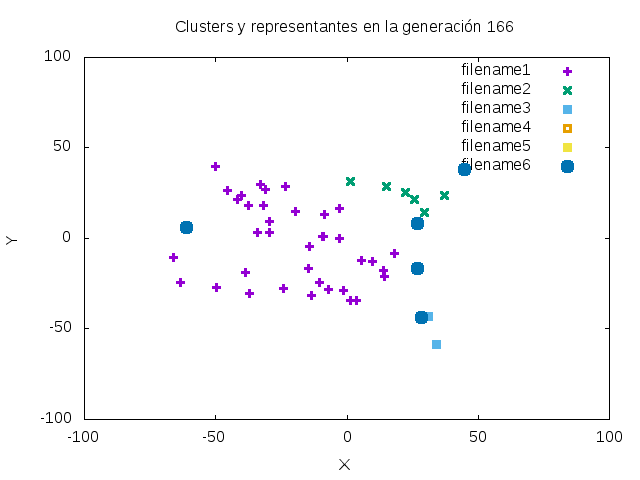 Clusters y representantes en la generación 166
filename1
filename2
filename3
filename4
filename5
filename6
100
50
0
-50
-100
Y
-100
-50
0
50
100
X